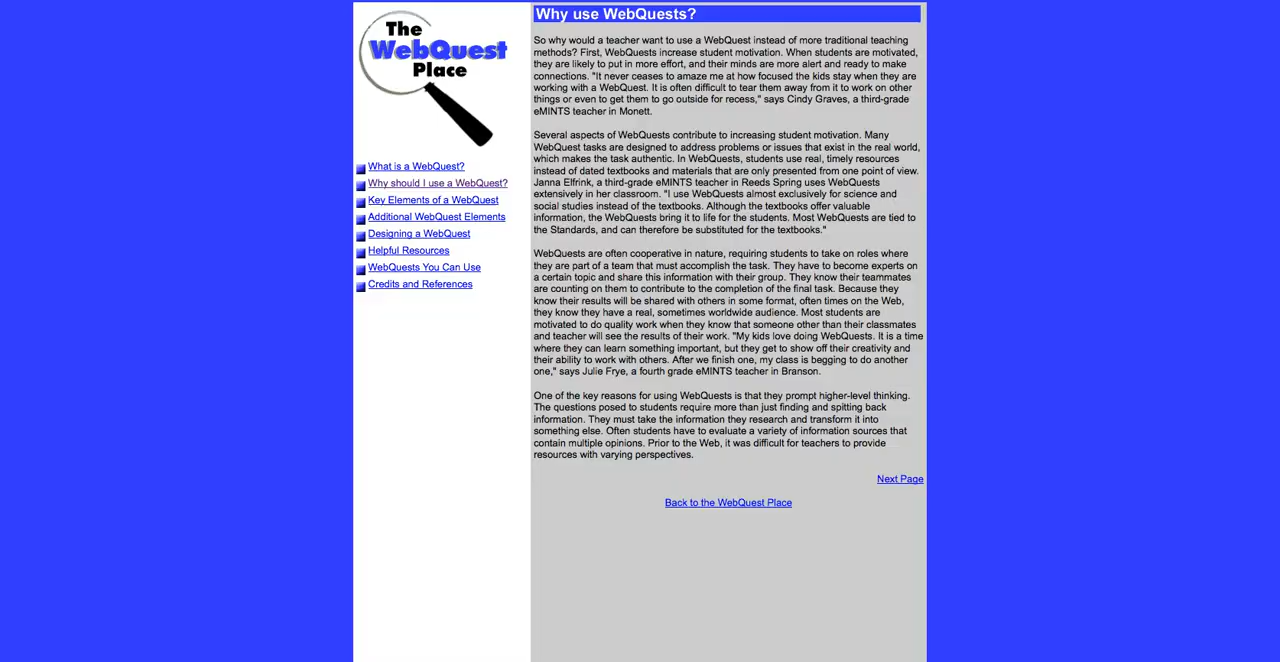 The
WebQuest
Place
What is a WebQuest?
Why should I use a WebQuest?
Key Elements of a WebQuest
Additional WebQuest Elements
Designing a WebQuest
Helpful Resources
WebQuests You Can Use
Credits and References
Why use WebQuests?
So why would a teacher want to use a WebQuest instead of more traditional teaching
methods? First, WebQuests increase student motivation. When students are motivated,
they are likely to put in more effort, and their minds are more alert and ready to make
connections. "It never ceases to amaze me at how focused the kids stay when they are
working with a WebQuest. It is often difficult to tear them away from it to work on other
things or even to get them to go outside for recess," says Cindy Graves, a third-grade
eMINTS teacher in Monett.
Several aspects of WebQuests contribute to increasing student motivation. Many
WebQuest tasks are designed to address problems or issues that exist in the real world,
which makes the task authentic. In WebQuests, students use real, timely resources
instead of dated textbooks and materials that are only presented from one point of view.
Janna Elfrink, a third-grade eMINTS teacher in Reeds Spring uses WebQuests
extensively in her classroom. "I use WebQuests almost exclusively for science and
social studies instead of the textbooks. Although the textbooks offer valuable
information, the WebQuests bring it to life for the students. Most WebQuests are tied to
the Standards, and can therefore be substituted for the textbooks."
WebQuests are often cooperative in nature, requiring students to take on roles where
they are part of a team that must accomplish the task. They have to become experts on
a certain topic and share this information with their group. They know their teammates
are counting on them to contribute to the completion of the final task. Because they
know their results will be shared with others in some format, often times on the Web,
they know they have a real, sometimes worldwide audience. Most students are
motivated to do quality work when they know that someone other than their classmates
and teacher will see the results of their work. "My kids love doing WebQuests. It is a time
where they can learn something important, but they get to show off their creativity and
their ability to work with others. After we finish one, my class is begging to do another
one," says Julie Frye, a fourth grade eMINTS teacher in Branson.
One of the key reasons for using WebQuests is that they prompt higher-level thinking.
The questions posed to students require more than just finding and spitting back
information. They must take the information they research and transform it into
something else. Often students have to evaluate a variety of information sources that
contain multiple opinions. Prior to the Web, it was difficult for teachers to provide
resources with varying perspectives.
Next Page
Back to the WebQuest Place